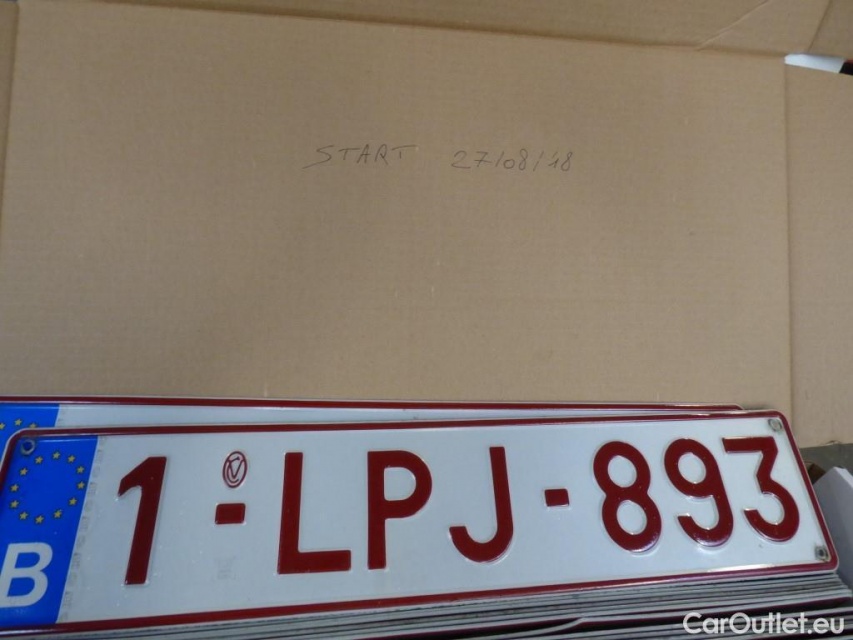 START 27/08/18
B 1-LPJ-893
CarOutlet.eu